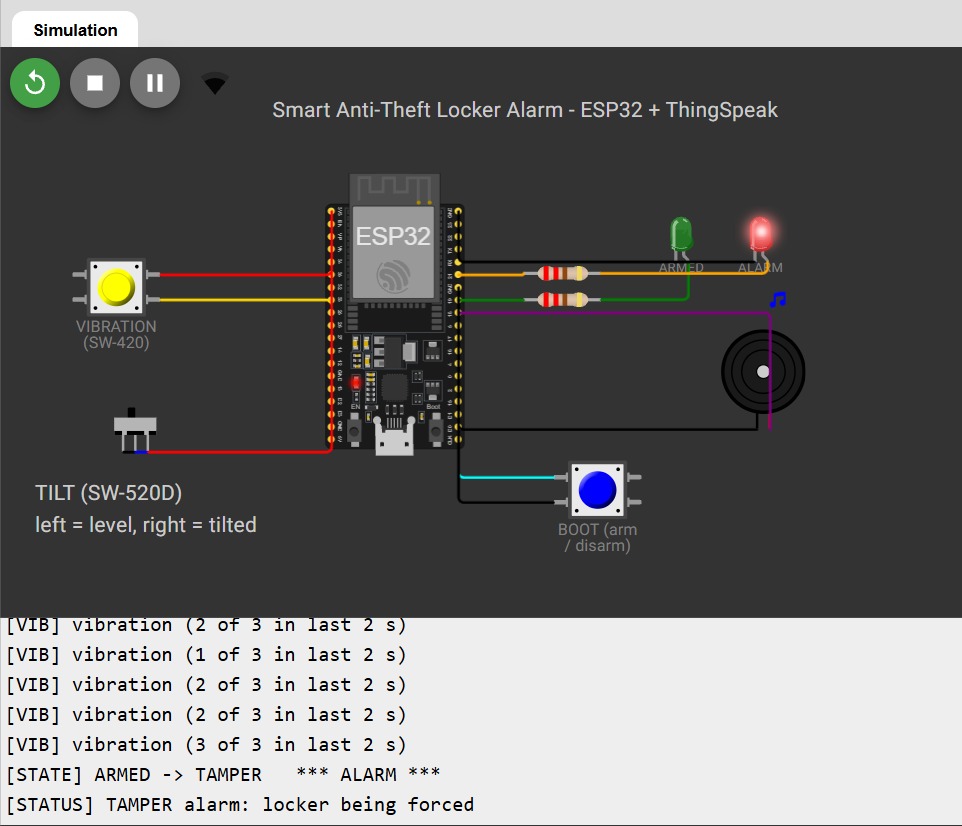 Simulation
Smart Anti-Theft Locker Alarm - ESP32 + ThingSpeak
ESP32
ARMED
ALARM
VIBRATION
(SW-420)
EN
Boot
TILT (SW-520D)
left = level, right = tilted
BOOT (arm
/ disarm)
[VIB] vibration (2 of 3 in last 2 s)
[VIB] vibration (1 of 3 in last 2 s)
[VIB] vibration (2 of 3 in last 2 s)
[VIB] vibration (2 of 3 in last 2 s)
[VIB] vibration (3 of 3 in last 2 s)
[STATE] ARMED -> TAMPER   *** ALARM ***
[STATUS] TAMPER alarm: locker being forced